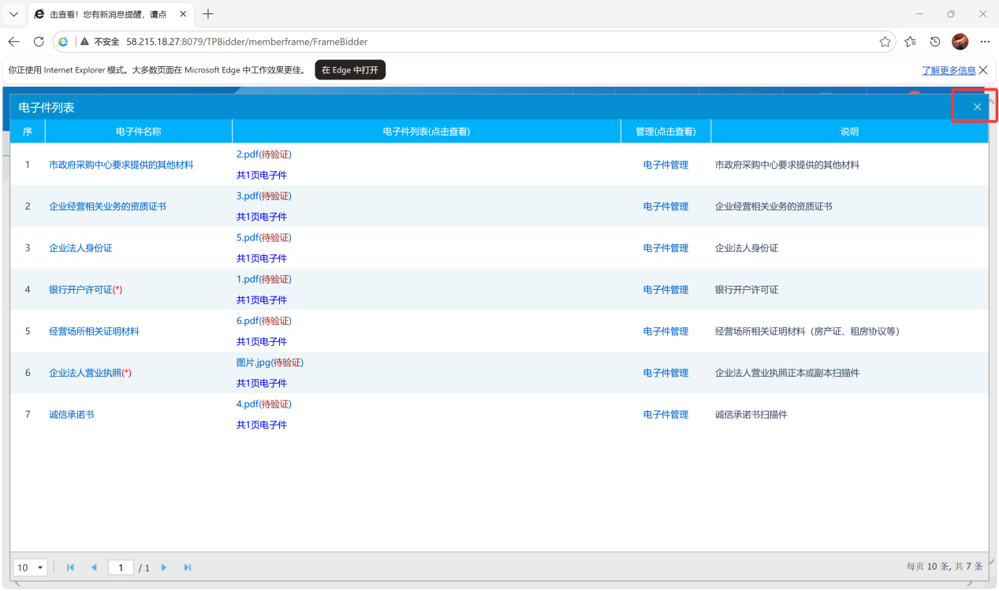 击查看！您有新消息提醒，请点
不安全 58.215.18.27:8079/TPBidder/memberframe/FrameBidder
你正使用 Internet Explorer 模式。大多数页面在 Microsoft Edge 中工作效果更佳。 在 Edge 中打开 了解更多信息
电子件列表
序 电子件名称 电子件列表(点击查看) 管理(点击查看) 说明
1 市政府采购中心要求提供的其他材料 2.pdf(待验证) 电子件管理 市政府采购中心要求提供的其他材料
共1页电子件
2 企业经营相关业务的资质证书 3.pdf(待验证) 电子件管理 企业经营相关业务的资质证书
共1页电子件
3 企业法人身份证 5.pdf(待验证) 电子件管理 企业法人身份证
共1页电子件
4 银行开户许可证(*) 1.pdf(待验证) 电子件管理 银行开户许可证
共1页电子件
5 经营场所相关证明材料 6.pdf(待验证) 电子件管理 经营场所相关证明材料（房产证、租房协议等）
共1页电子件
6 企业法人营业执照(*) 图片.jpg(待验证) 电子件管理 企业法人营业执照正本或副本扫描件
共1页电子件
7 诚信承诺书 4.pdf(待验证) 电子件管理 诚信承诺书扫描件
共1页电子件
10 1 / 1 每页 10 条, 共 7 条